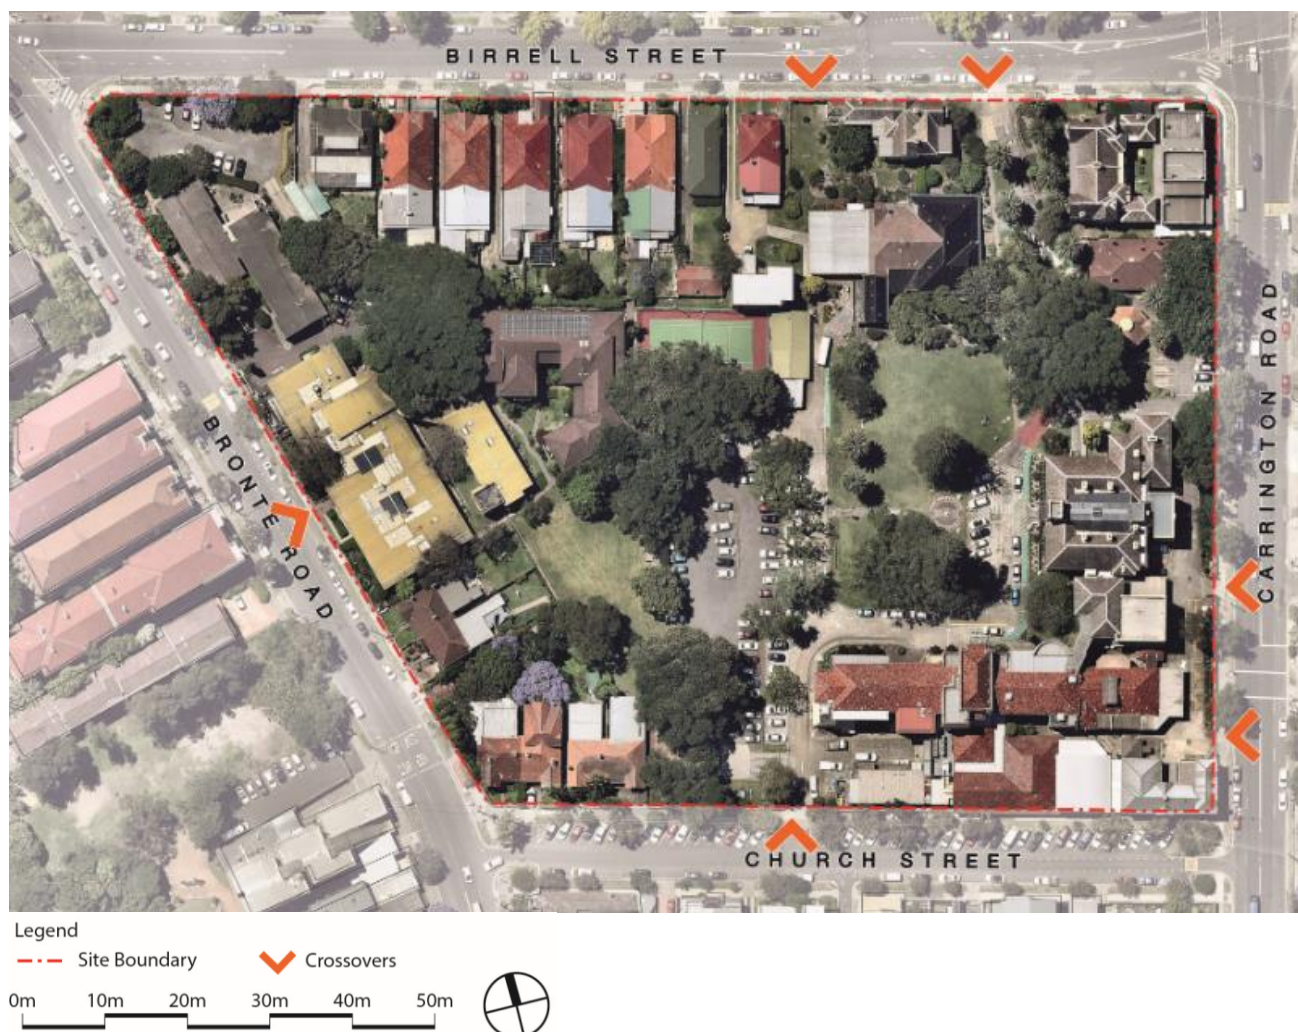 BIRRELL STREET
CARRINGTON ROAD
BRONTE ROAD
CHURCH STREET
Legend
Site Boundary
Crossovers
0m 10m 20m 30m 40m 50m